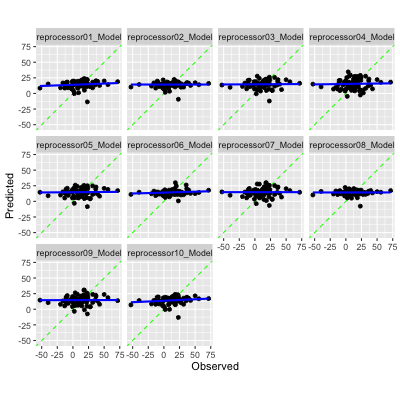 reprocessor01_Model reprocessor02_Model reprocessor03_Model reprocessor04_Model
75
50
25
0
-25
-50
reprocessor05_Model reprocessor06_Model reprocessor07_Model reprocessor08_Model
75
50
25
0
-25
-50
-50 -25 0 25 50 75 -50 -25 0 25 50 75
reprocessor09_Model reprocessor10_Model
75
50
25
0
-25
-50
-50 -25 0 25 50 75 -50 -25 0 25 50 75
Predicted
Observed